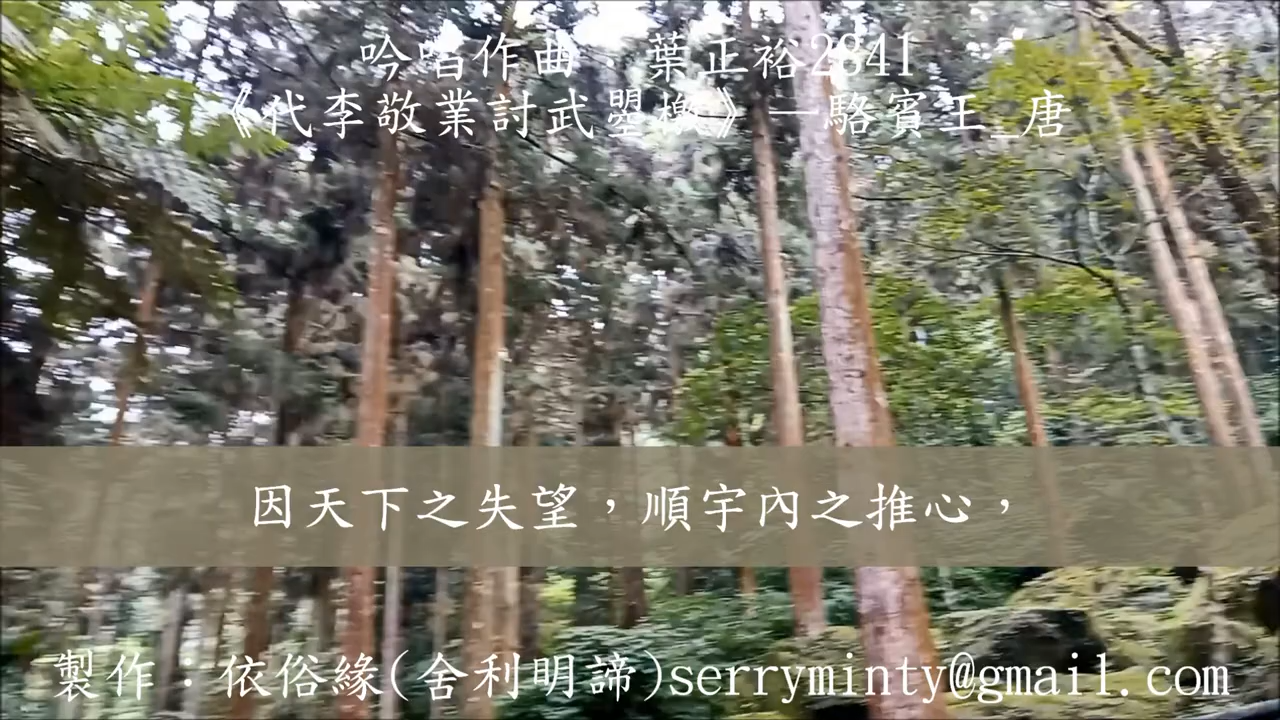 吟唱作曲：葉正裕2841
《代李敬業討武曌檄》—駱賓王_唐
因天下之失望，順宇內之推心，
製作：依俗緣(舍利明諦)serryminty@gmail.com